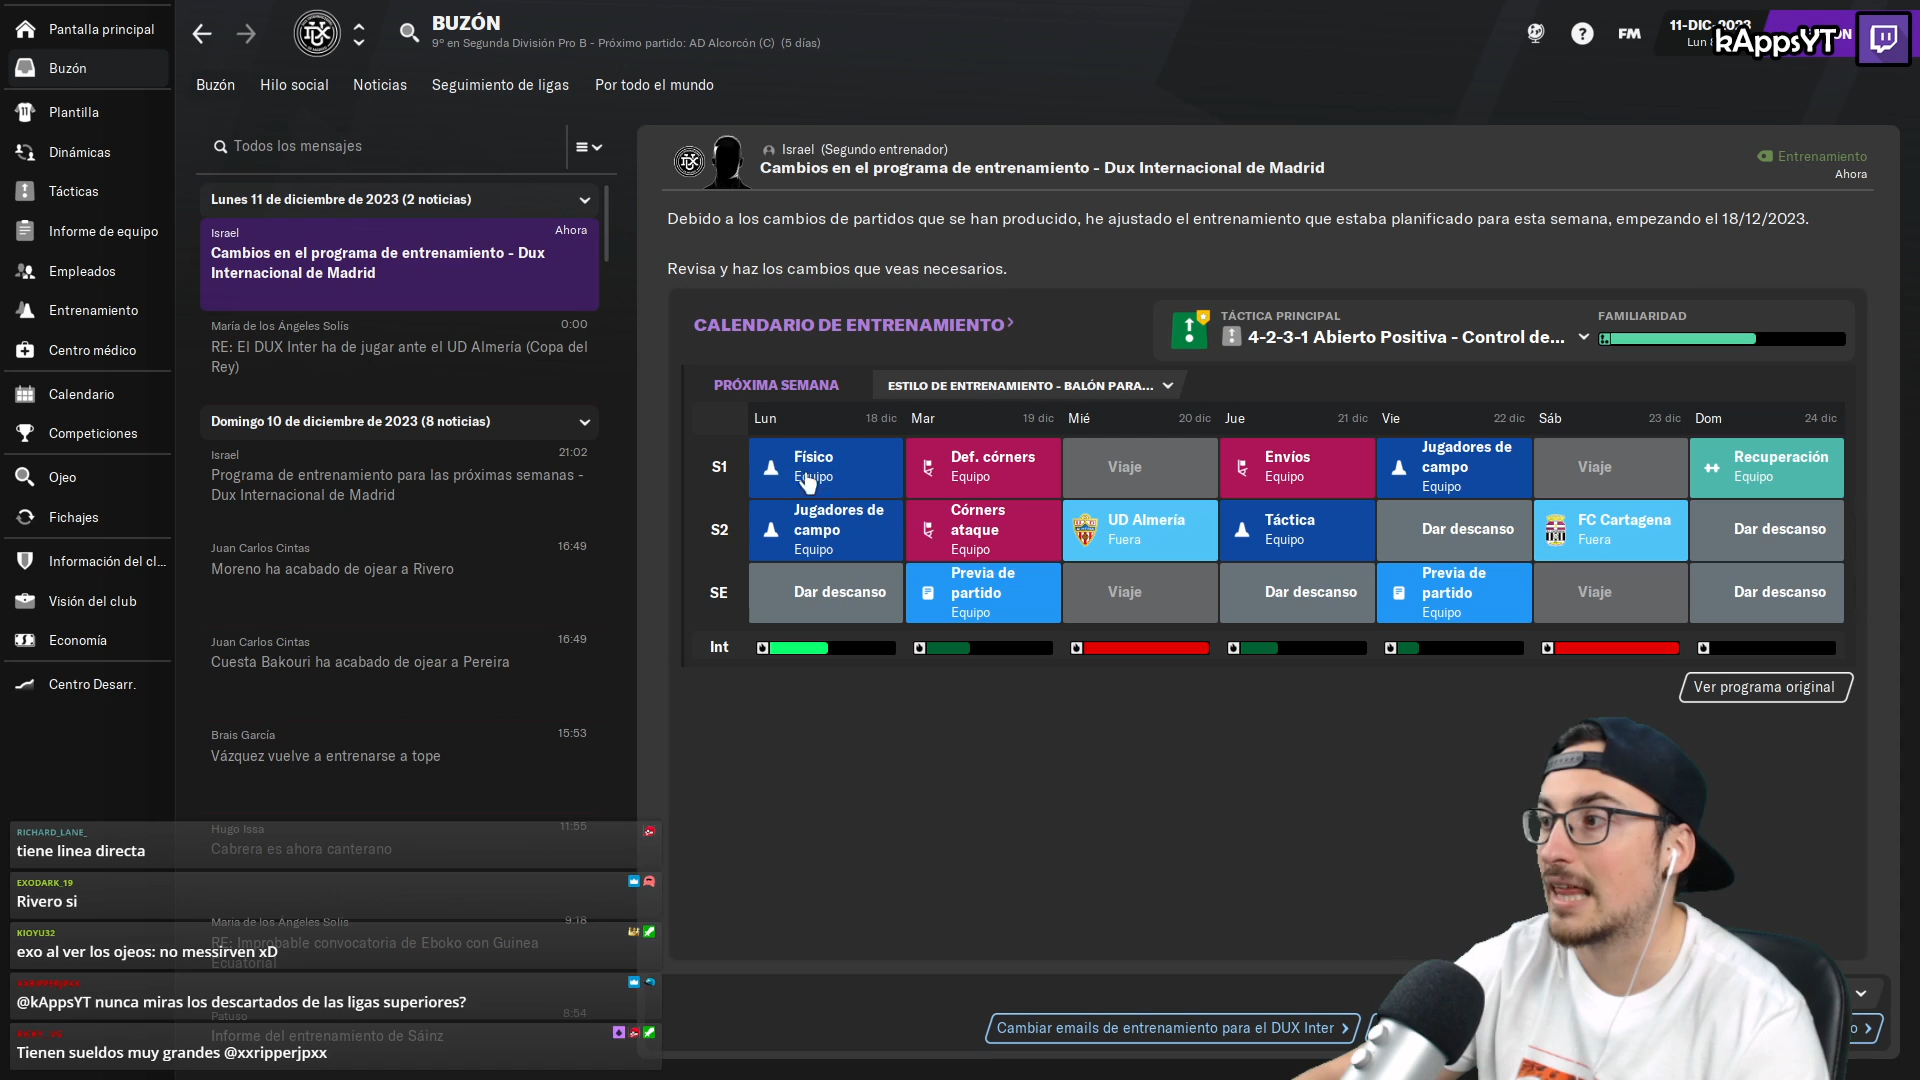 Pantalla principal
Buzón
Plantilla
Dinámicas
Tácticas
Informe de equipo
Empleados
Entrenamiento
Centro médico
Calendario
Competiciones
Ojeo
Fichajes
Información del cl...
Visión del club
Economía
Centro Desarr.
BUZÓN
9º en Segunda División Pro B - Próximo partido: AD Alcorcón (C) (5 días)
FM
11-DIC-2023
Lun
kAppsYT
Buzón
Hilo social
Noticias
Seguimiento de ligas
Por todo el mundo
Todos los mensajes
Lunes 11 de diciembre de 2023 (2 noticias)
Israel
Ahora
Cambios en el programa de entrenamiento - Dux
Internacional de Madrid
María de los Ángeles Solís
0:00
RE: El DUX Inter ha de jugar ante el UD Almería (Copa del
Rey)
Domingo 10 de diciembre de 2023 (8 noticias)
Israel
21:02
Programa de entrenamiento para las próximas semanas -
Dux Internacional de Madrid
Juan Carlos Cintas
16:49
Moreno ha acabado de ojear a Rivero
Juan Carlos Cintas
16:49
Cuesta Bakouri ha acabado de ojear a Pereira
Brais García
15:53
Vázquez vuelve a entrenarse a tope
Hugo Issa
11:55
Cabrera es ahora canterano
María de los Ángeles Solís
9:18
RE: Improbable convocatoria de Eboko con Guinea
Ecuatorial
Patuso
8:54
Informe del entrenamiento de Sáinz
RICHARD_LANE_
tiene linea directa
EXODARK_19
Rivero si
KIOYU32
exo al ver los ojeos: no messirven xD
XXRIPPERJPXX
@kAppsYT nunca miras los descartados de las ligas superiores?
Tienen sueldos muy grandes @xxripperjpxx
Israel (Segundo entrenador)
Cambios en el programa de entrenamiento - Dux Internacional de Madrid
Entrenamiento
Ahora
Debido a los cambios de partidos que se han producido, he ajustado el entrenamiento que estaba planificado para esta semana, empezando el 18/12/2023.
Revisa y haz los cambios que veas necesarios.
CALENDARIO DE ENTRENAMIENTO
TÁCTICA PRINCIPAL
4-2-3-1 Abierto Positiva - Control de...
FAMILIARIDAD
PRÓXIMA SEMANA
ESTILO DE ENTRENAMIENTO - BALÓN PARA...
Lun 18 dic
Mar 19 dic
Mié 20 dic
Jue 21 dic
Vie 22 dic
Sáb 23 dic
Dom 24 dic
S1
Físico
Equipo
Def. córners
Equipo
Viaje
Envíos
Equipo
Jugadores de
campo
Equipo
Viaje
Recuperación
Equipo
S2
Jugadores de
campo
Equipo
Córners
ataque
Equipo
UD Almería
Fuera
Táctica
Equipo
Dar descanso
FC Cartagena
Fuera
Dar descanso
SE
Dar descanso
Previa de
partido
Equipo
Viaje
Dar descanso
Previa de
partido
Equipo
Viaje
Dar descanso
Int
Ver programa original
Cambiar emails de entrenamiento para el DUX Inter